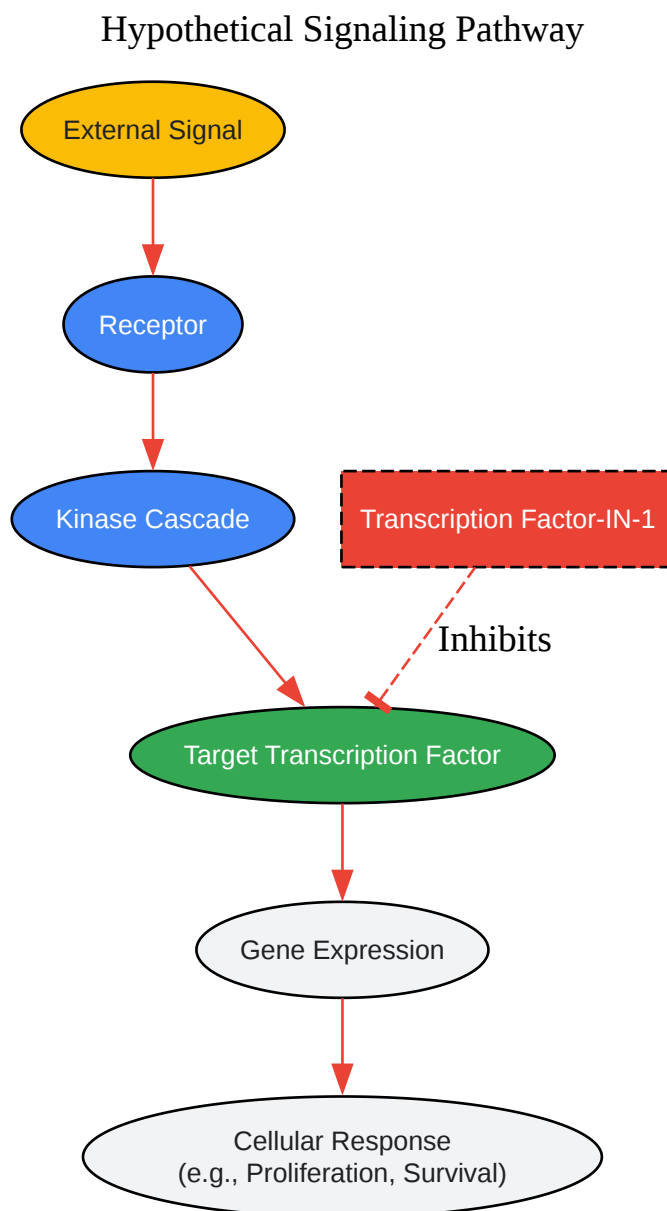 Hypothetical Signaling Pathway
External Signal
Receptor
Kinase Cascade
Transcription Factor-IN-1
Inhibits
Target Transcription Factor
Gene Expression
Cellular Response
(e.g., Proliferation, Survival)